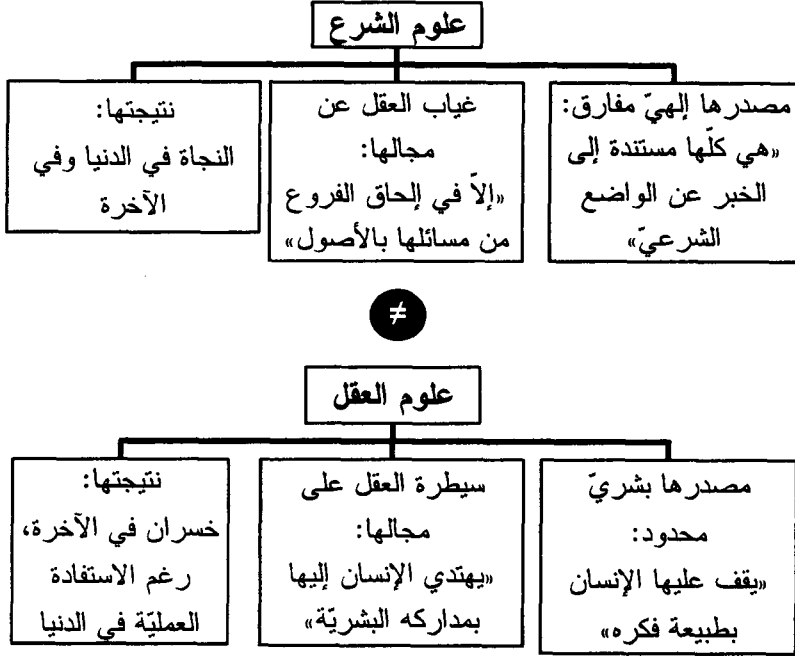 علوم الشرع
مصدرها إلهيّ مفارق:
«هي كلّها مستندة إلى
الخبر عن الواضع
الشرعيّ»
غياب العقل عن
مجالها:
«إلاّ في إلحاق الفروع
من مسائلها بالأصول»
نتيجتها:
النجاة في الدنيا وفي
الآخرة
≠
علوم العقل
مصدرها بشريّ
محدود:
«يقف عليها الإنسان
بطبيعة فكره»
سيطرة العقل على
مجالها:
«يهتدي الإنسان إليها
بمداركه البشريّة»
نتيجتها:
خسران في الآخرة،
رغم الاستفادة
العمليّة في الدنيا